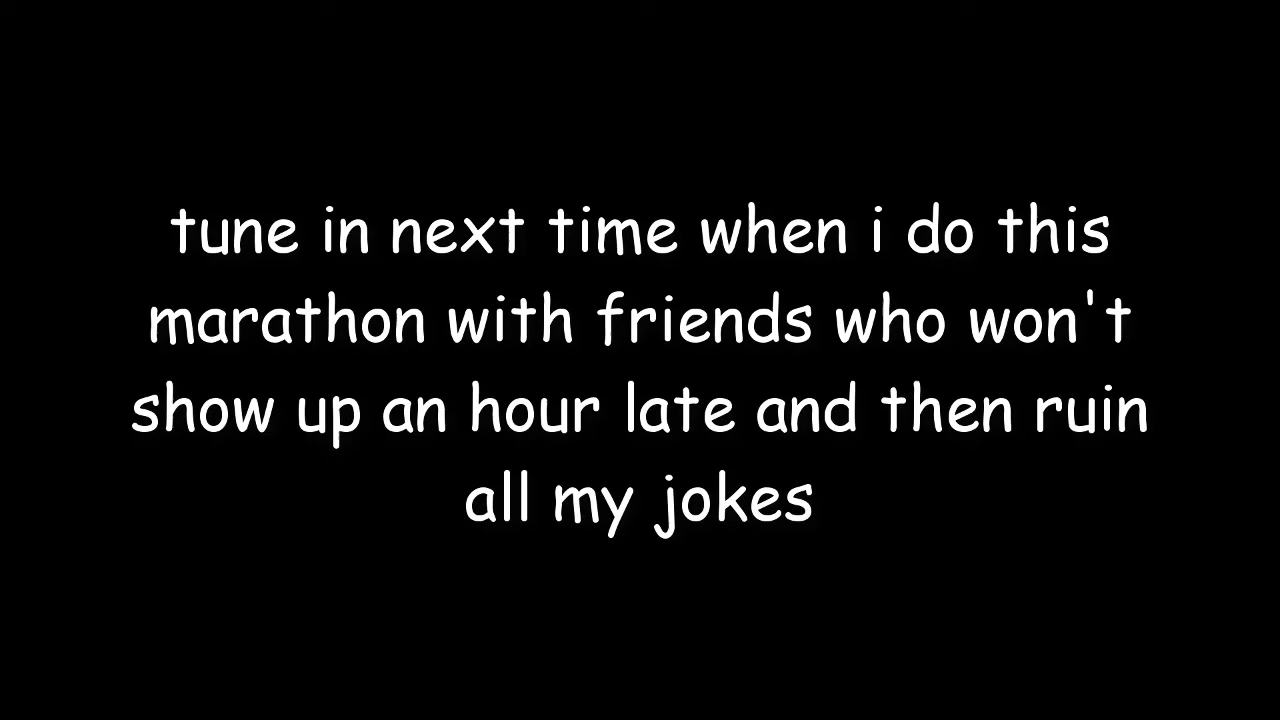 tune in next time when i do this
marathon with friends who won't
show up an hour late and then ruin
all my jokes